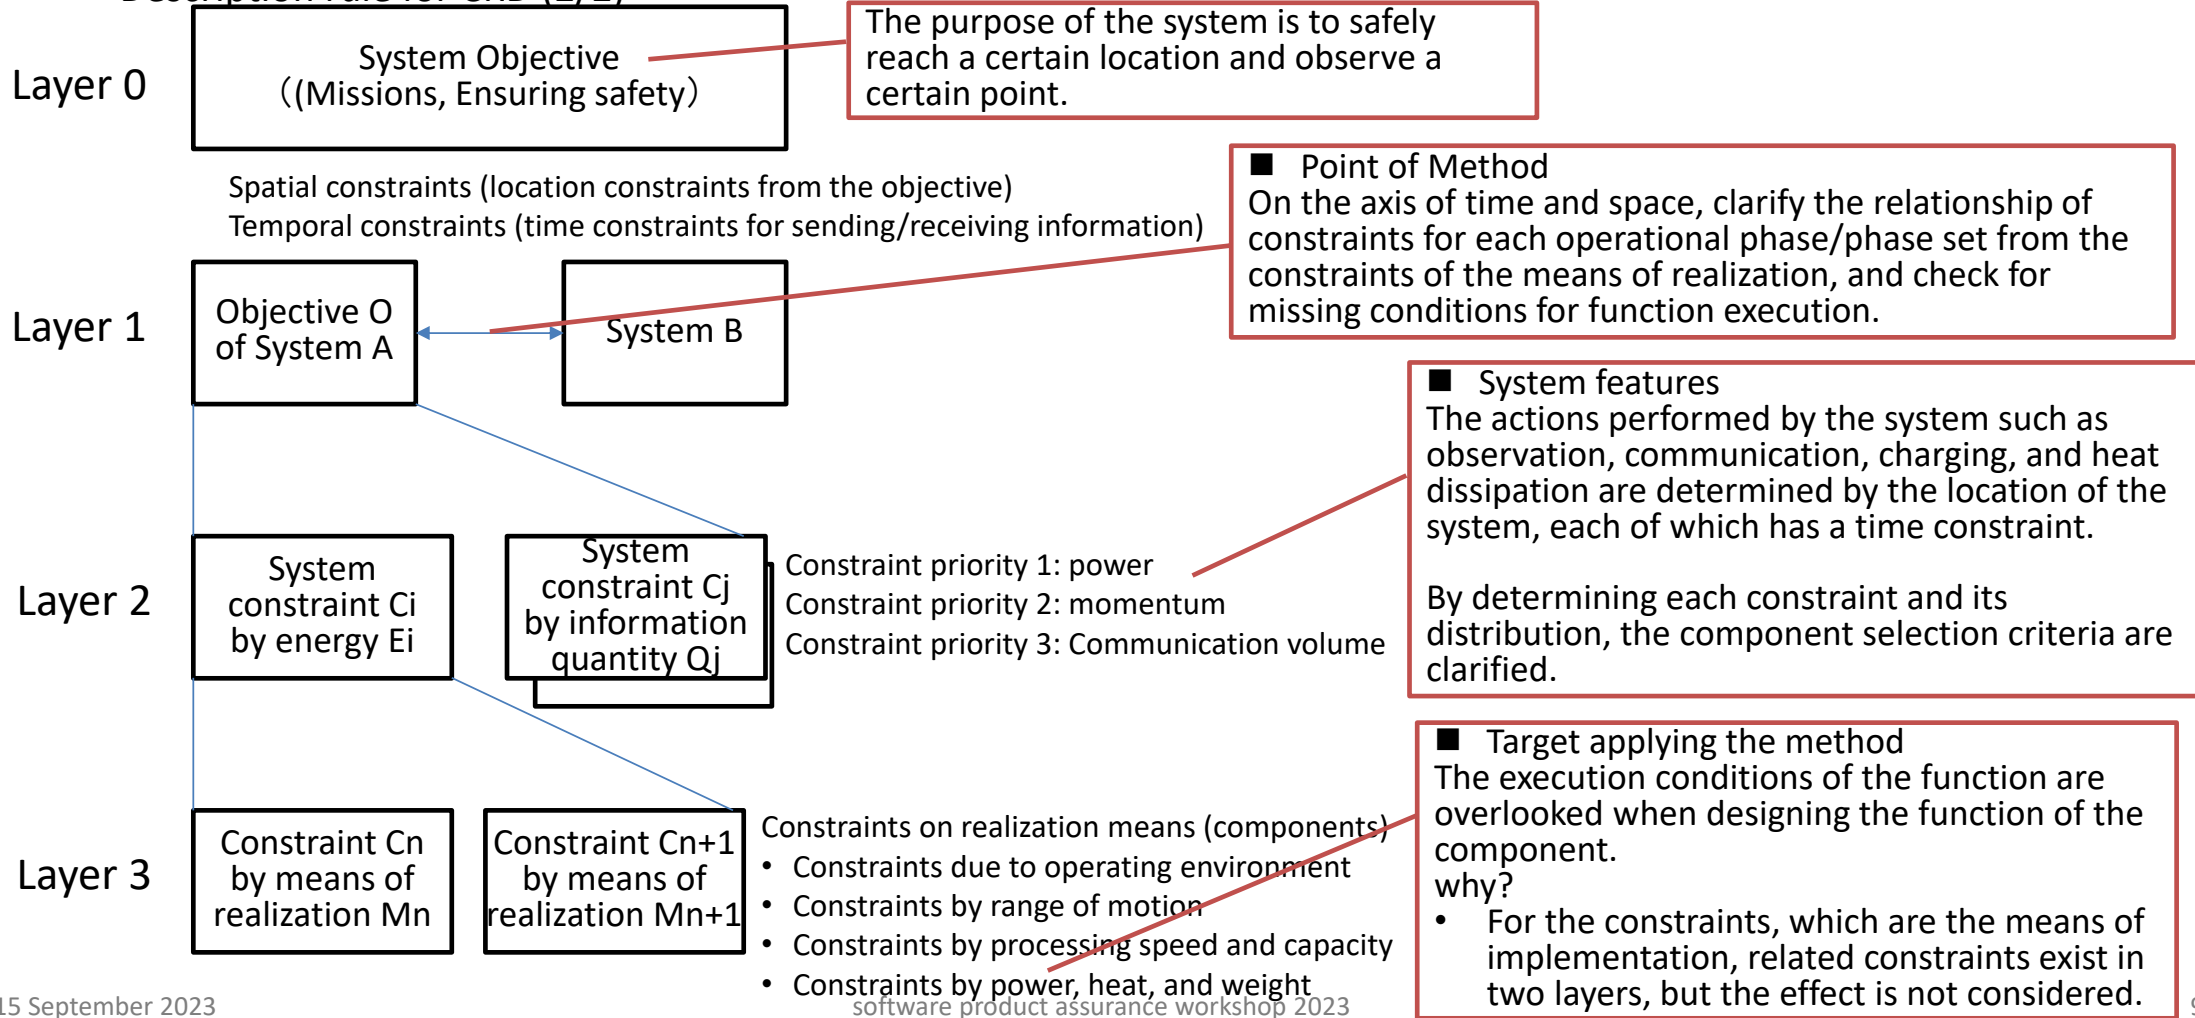 Layer 0
System Objective
（(Missions, Ensuring safety）
The purpose of the system is to safely
reach a certain location and observe a
certain point.
Spatial constraints (location constraints from the objective)
Temporal constraints (time constraints for sending/receiving information)
■ Point of Method
On the axis of time and space, clarify the relationship of
constraints for each operational phase/phase set from the
constraints of the means of realization, and check for
missing conditions for function execution.
Layer 1
Objective O
of System A
System B
■ System features
The actions performed by the system such as
observation, communication, charging, and heat
dissipation are determined by the location of the
system, each of which has a time constraint.
By determining each constraint and its
distribution, the component selection criteria are
clarified.
Layer 2
System
constraint Ci
by energy Ei
System
constraint Cj
by information
quantity Qj
Constraint priority 1: power
Constraint priority 2: momentum
Constraint priority 3: Communication volume
■ Target applying the method
The execution conditions of the function are
overlooked when designing the function of the
component.
why?
• For the constraints, which are the means of
implementation, related constraints exist in
two layers, but the effect is not considered.
Layer 3
Constraint Cn
by means of
realization Mn
Constraint Cn+1
by means of
realization Mn+1
Constraints on realization means (components)
• Constraints due to operating environment
• Constraints by range of motion
• Constraints by processing speed and capacity
• Constraints by power, heat, and weight
15 September 2023
software product assurance workshop 2023